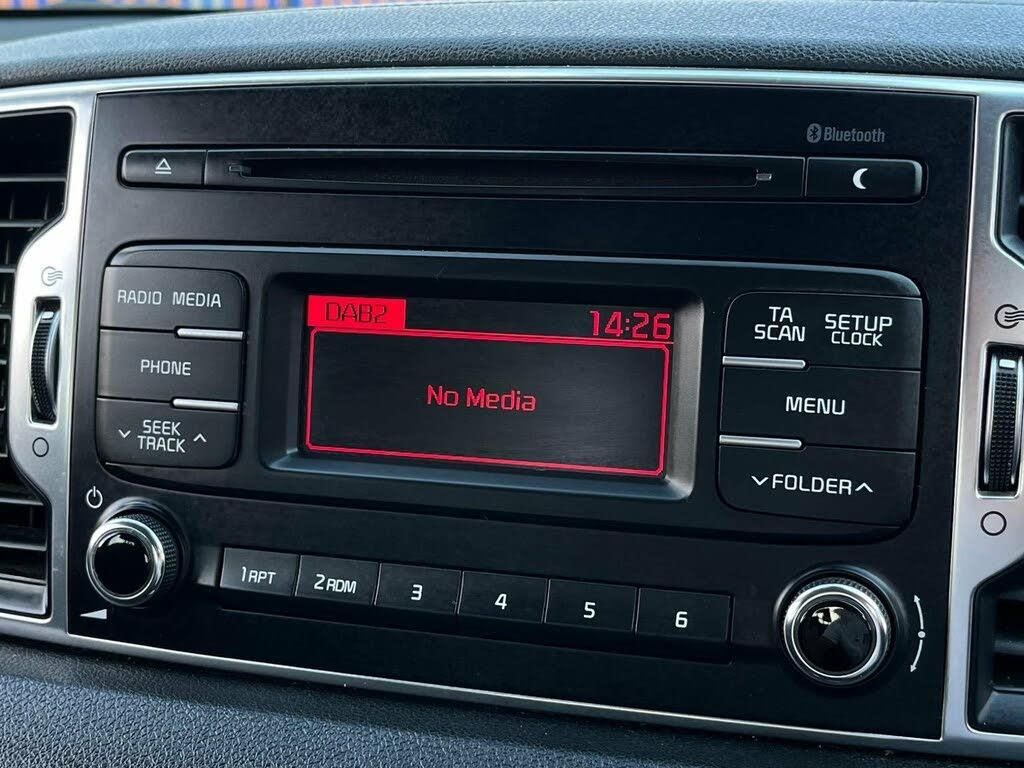 Bluetooth
RADIO MEDIA
PHONE
SEEK
TRACK
DAB2
14:26
No Media
TA
SCAN
SETUP
CLOCK
MENU
FOLDER
1 RPT
2 RDM
3
4
5
6